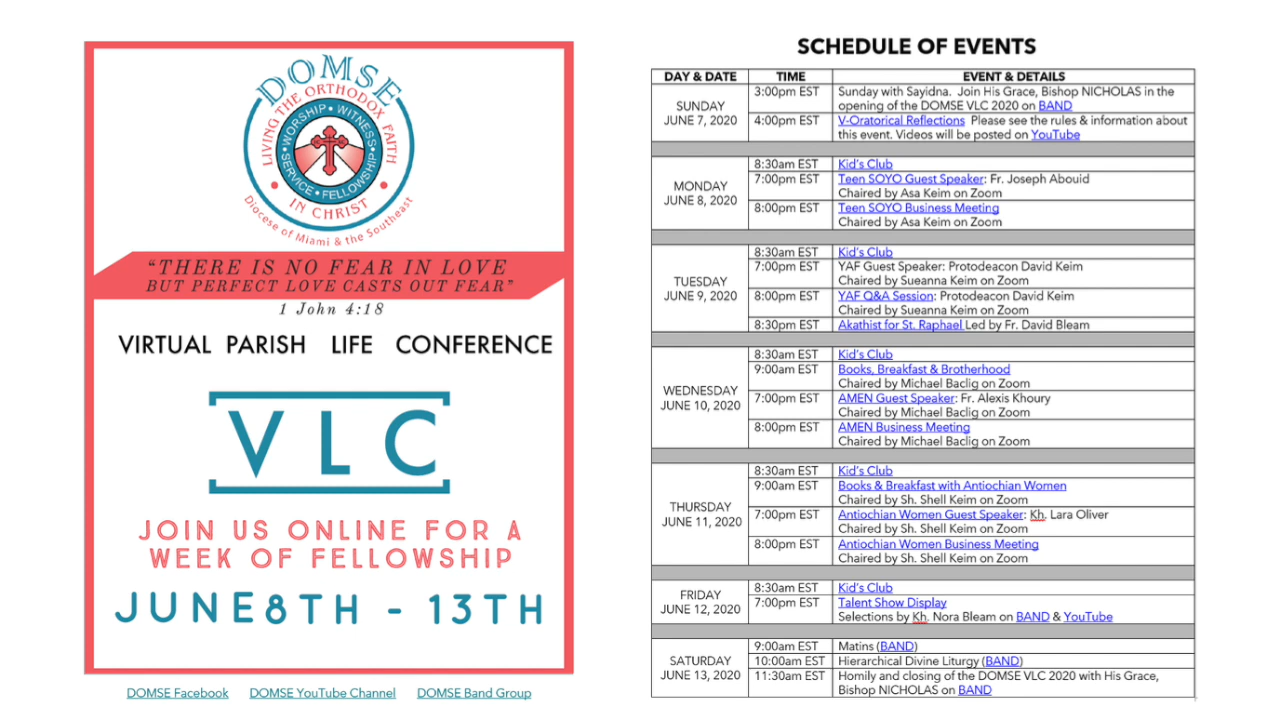 DOMSE
LIVING THE ORTHODOX FAITH
WORSHIP • WITNESS
SERVICE • FELLOWSHIP
IN CHRIST
Diocese of Miami & the Southeast
“THERE IS NO FEAR IN LOVE
BUT PERFECT LOVE CASTS OUT FEAR”
1 John 4:18
VIRTUAL PARISH LIFE CONFERENCE
VLC
JOIN US ONLINE FOR A
WEEK OF FELLOWSHIP
JUNE8TH - 13TH
DOMSE Facebook DOMSE YouTube Channel DOMSE Band Group
SCHEDULE OF EVENTS
DAY & DATE TIME EVENT & DETAILS
SUNDAY
JUNE 7, 2020
3:00pm EST Sunday with Sayidna. Join His Grace, Bishop NICHOLAS in the
opening of the DOMSE VLC 2020 on BAND
4:00pm EST V-Oratorical Reflections Please see the rules & information about
this event. Videos will be posted on YouTube
MONDAY
JUNE 8, 2020
8:30am EST Kid’s Club
7:00pm EST Teen SOYO Guest Speaker: Fr. Joseph Abouid
Chaired by Asa Keim on Zoom
8:00pm EST Teen SOYO Business Meeting
Chaired by Asa Keim on Zoom
TUESDAY
JUNE 9, 2020
8:30am EST Kid’s Club
7:00pm EST YAF Guest Speaker: Protodeacon David Keim
Chaired by Sueanna Keim on Zoom
8:00pm EST YAF Q&A Session: Protodeacon David Keim
Chaired by Sueanna Keim on Zoom
8:30pm EST Akathist for St. Raphael Led by Fr. David Bleam
WEDNESDAY
JUNE 10, 2020
8:30am EST Kid’s Club
9:00am EST Books, Breakfast & Brotherhood
Chaired by Michael Baclig on Zoom
7:00pm EST AMEN Guest Speaker: Fr. Alexis Khoury
Chaired by Michael Baclig on Zoom
8:00pm EST AMEN Business Meeting
Chaired by Michael Baclig on Zoom
THURSDAY
JUNE 11, 2020
8:30am EST Kid’s Club
9:00am EST Books & Breakfast with Antiochian Women
Chaired by Sh. Shell Keim on Zoom
7:00pm EST Antiochian Women Guest Speaker: Kh. Lara Oliver
Chaired by Sh. Shell Keim on Zoom
8:00pm EST Antiochian Women Business Meeting
Chaired by Sh. Shell Keim on Zoom
FRIDAY
JUNE 12, 2020
8:30am EST Kid’s Club
7:00pm EST Talent Show Display
Selections by Kh. Nora Bleam on BAND & YouTube
SATURDAY
JUNE 13, 2020
9:00am EST Matins (BAND)
10:00am EST Hierarchical Divine Liturgy (BAND)
11:30am EST Homily and closing of the DOMSE VLC 2020 with His Grace,
Bishop NICHOLAS on BAND